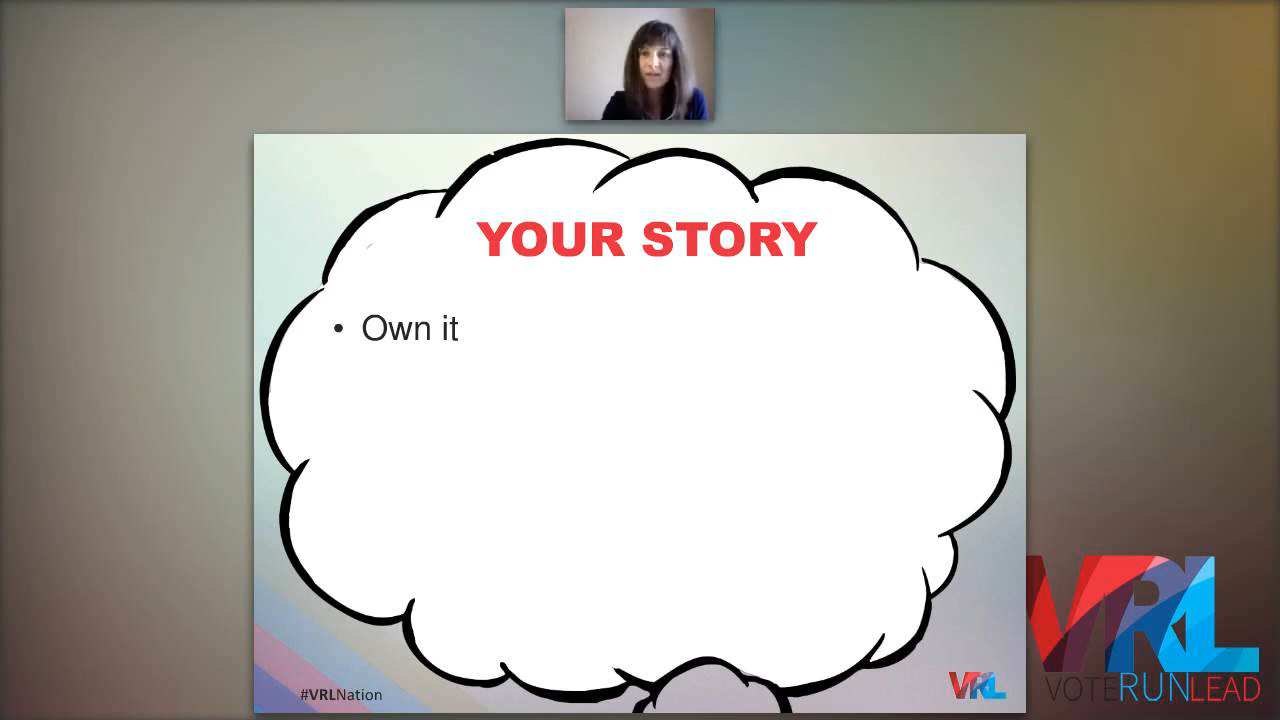 YOUR STORY
• Own it
#VRLNation
VRL
VRL
VOTERUNLEAD